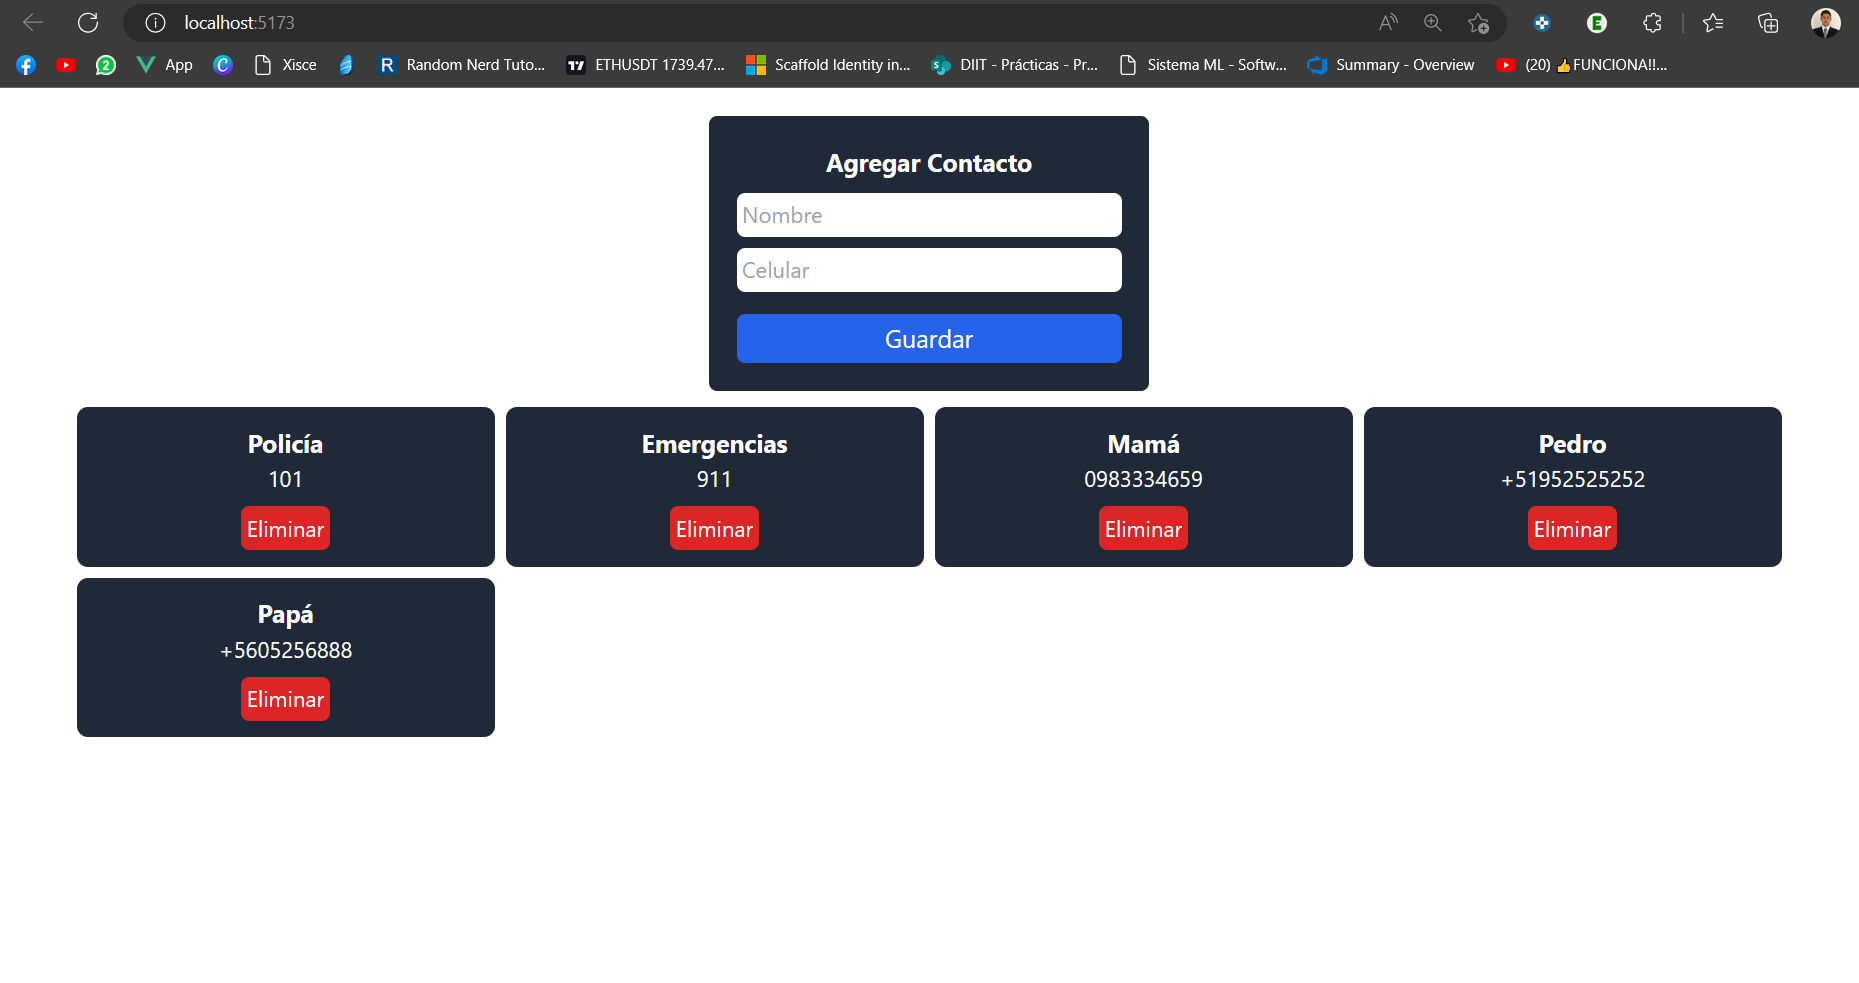 localhost:5173
App Xisce Random Nerd Tuto... ETHUSDT 1739.47... Scaffold Identity in... DIIT - Prácticas - Pr... Sistema ML - Softw... Summary - Overview (20) 👍FUNCIONA!!...
Agregar Contacto
Nombre
Celular
Guardar
Policía
101
Eliminar
Emergencias
911
Eliminar
Mamá
0983334659
Eliminar
Pedro
+51952525252
Eliminar
Papá
+5605256888
Eliminar